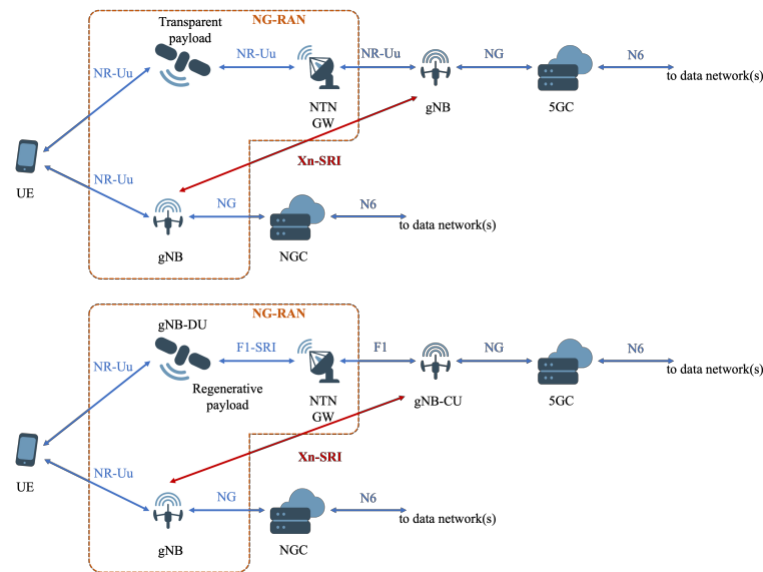 NG-RAN
Transparent
payload
NR-Uu
NR-Uu
NR-Uu
NG
N6
to data network(s)
NTN
GW
gNB
5GC
UE
Xn-SRI
NR-Uu
NG
N6
to data network(s)
gNB
NGC
NG-RAN
gNB-DU
NR-Uu
F1-SRI
F1
NG
N6
to data network(s)
Regenerative
payload
NTN
GW
gNB-CU
5GC
UE
Xn-SRI
NR-Uu
NG
N6
to data network(s)
gNB
NGC